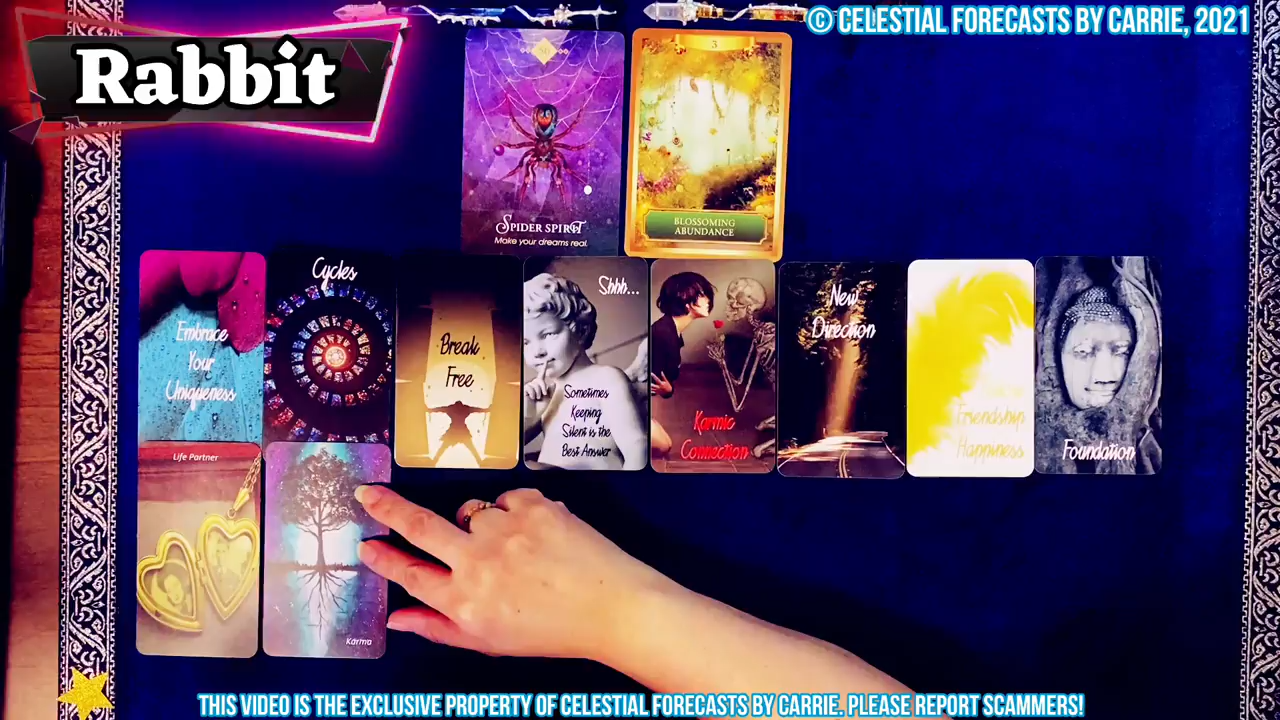 © CELESTIAL FORECASTS BY CARRIE, 2021
Rabbit
3
SPIDER SPIRIT
Make your dreams real.
BLOSSOMING
ABUNDANCE
Embrace
Your
Uniqueness
Cycles
Break
Free
Shhh...
Sometimes
Keeping
Silent is the
Best Answer
Karmic
Connection
New
Direction
Friendship
Happiness
Foundation
Life Partner
Karma
THIS VIDEO IS THE EXCLUSIVE PROPERTY OF CELESTIAL FORECASTS BY CARRIE. PLEASE REPORT SCAMMERS!